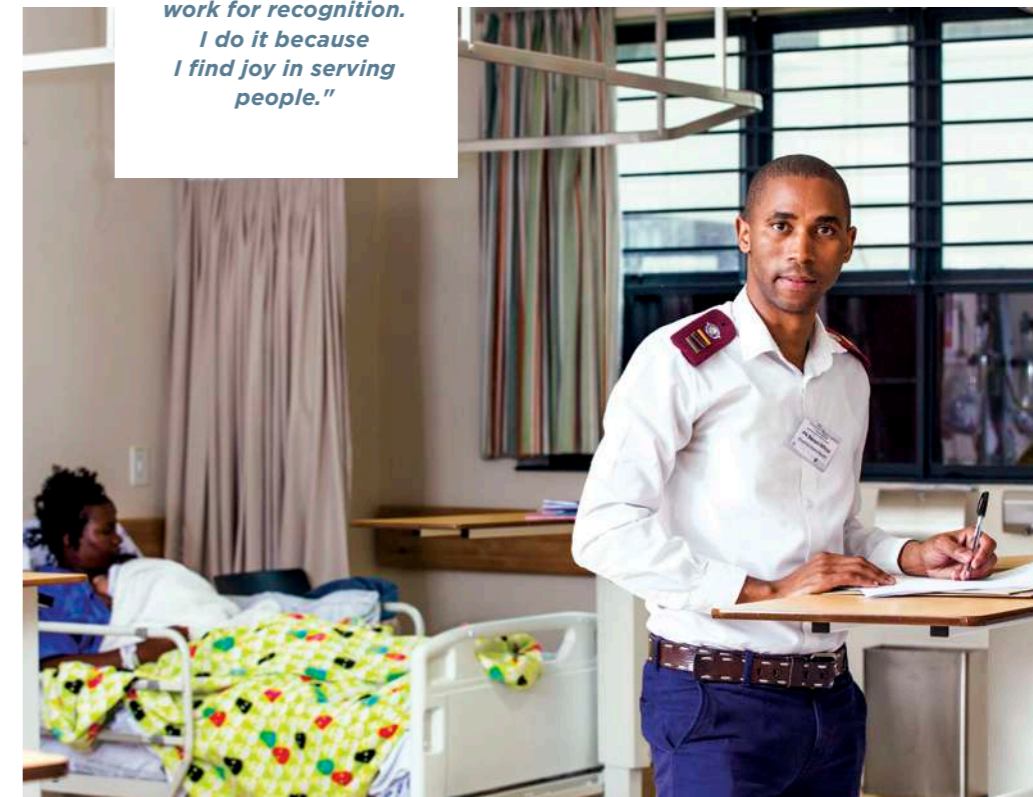 work for recognition.
I do it because
I find joy in serving
people."